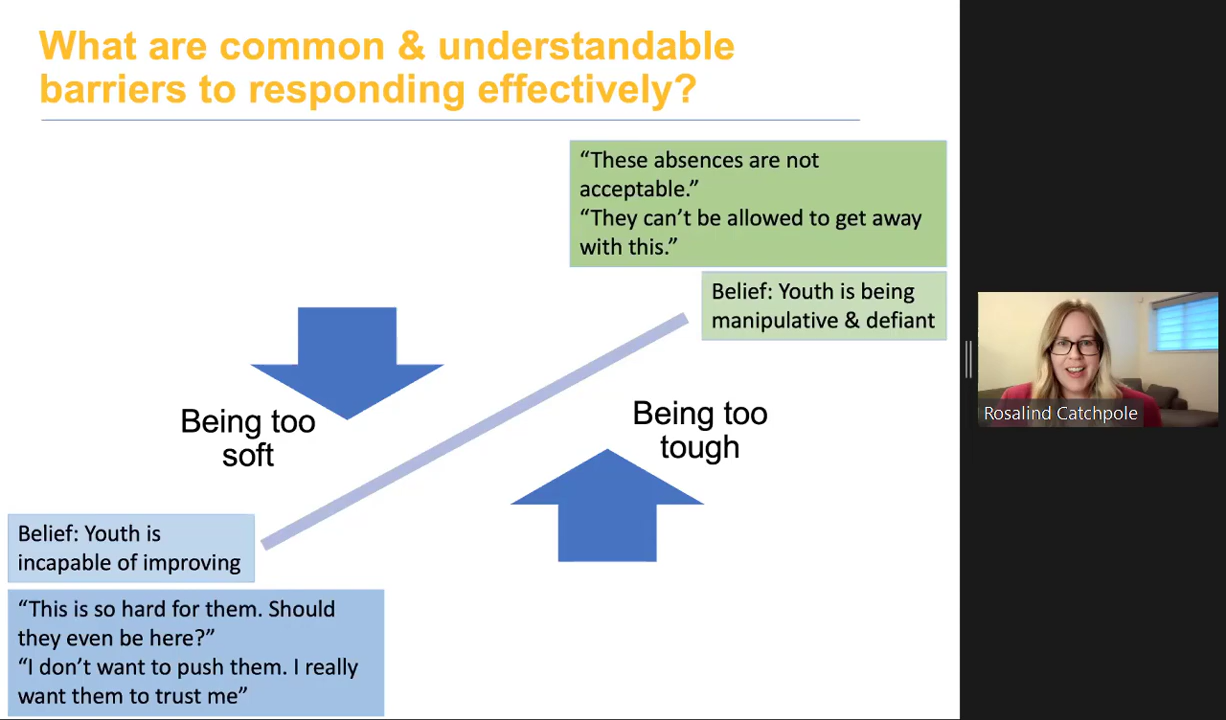 What are common & understandable
barriers to responding effectively?
“These absences are not
acceptable.”
“They can’t be allowed to get away
with this.”
Belief: Youth is being
manipulative & defiant
Being too
soft
Being too
tough
Belief: Youth is
incapable of improving
“This is so hard for them. Should
they even be here?”
“I don’t want to push them. I really
want them to trust me”
Rosalind Catchpole